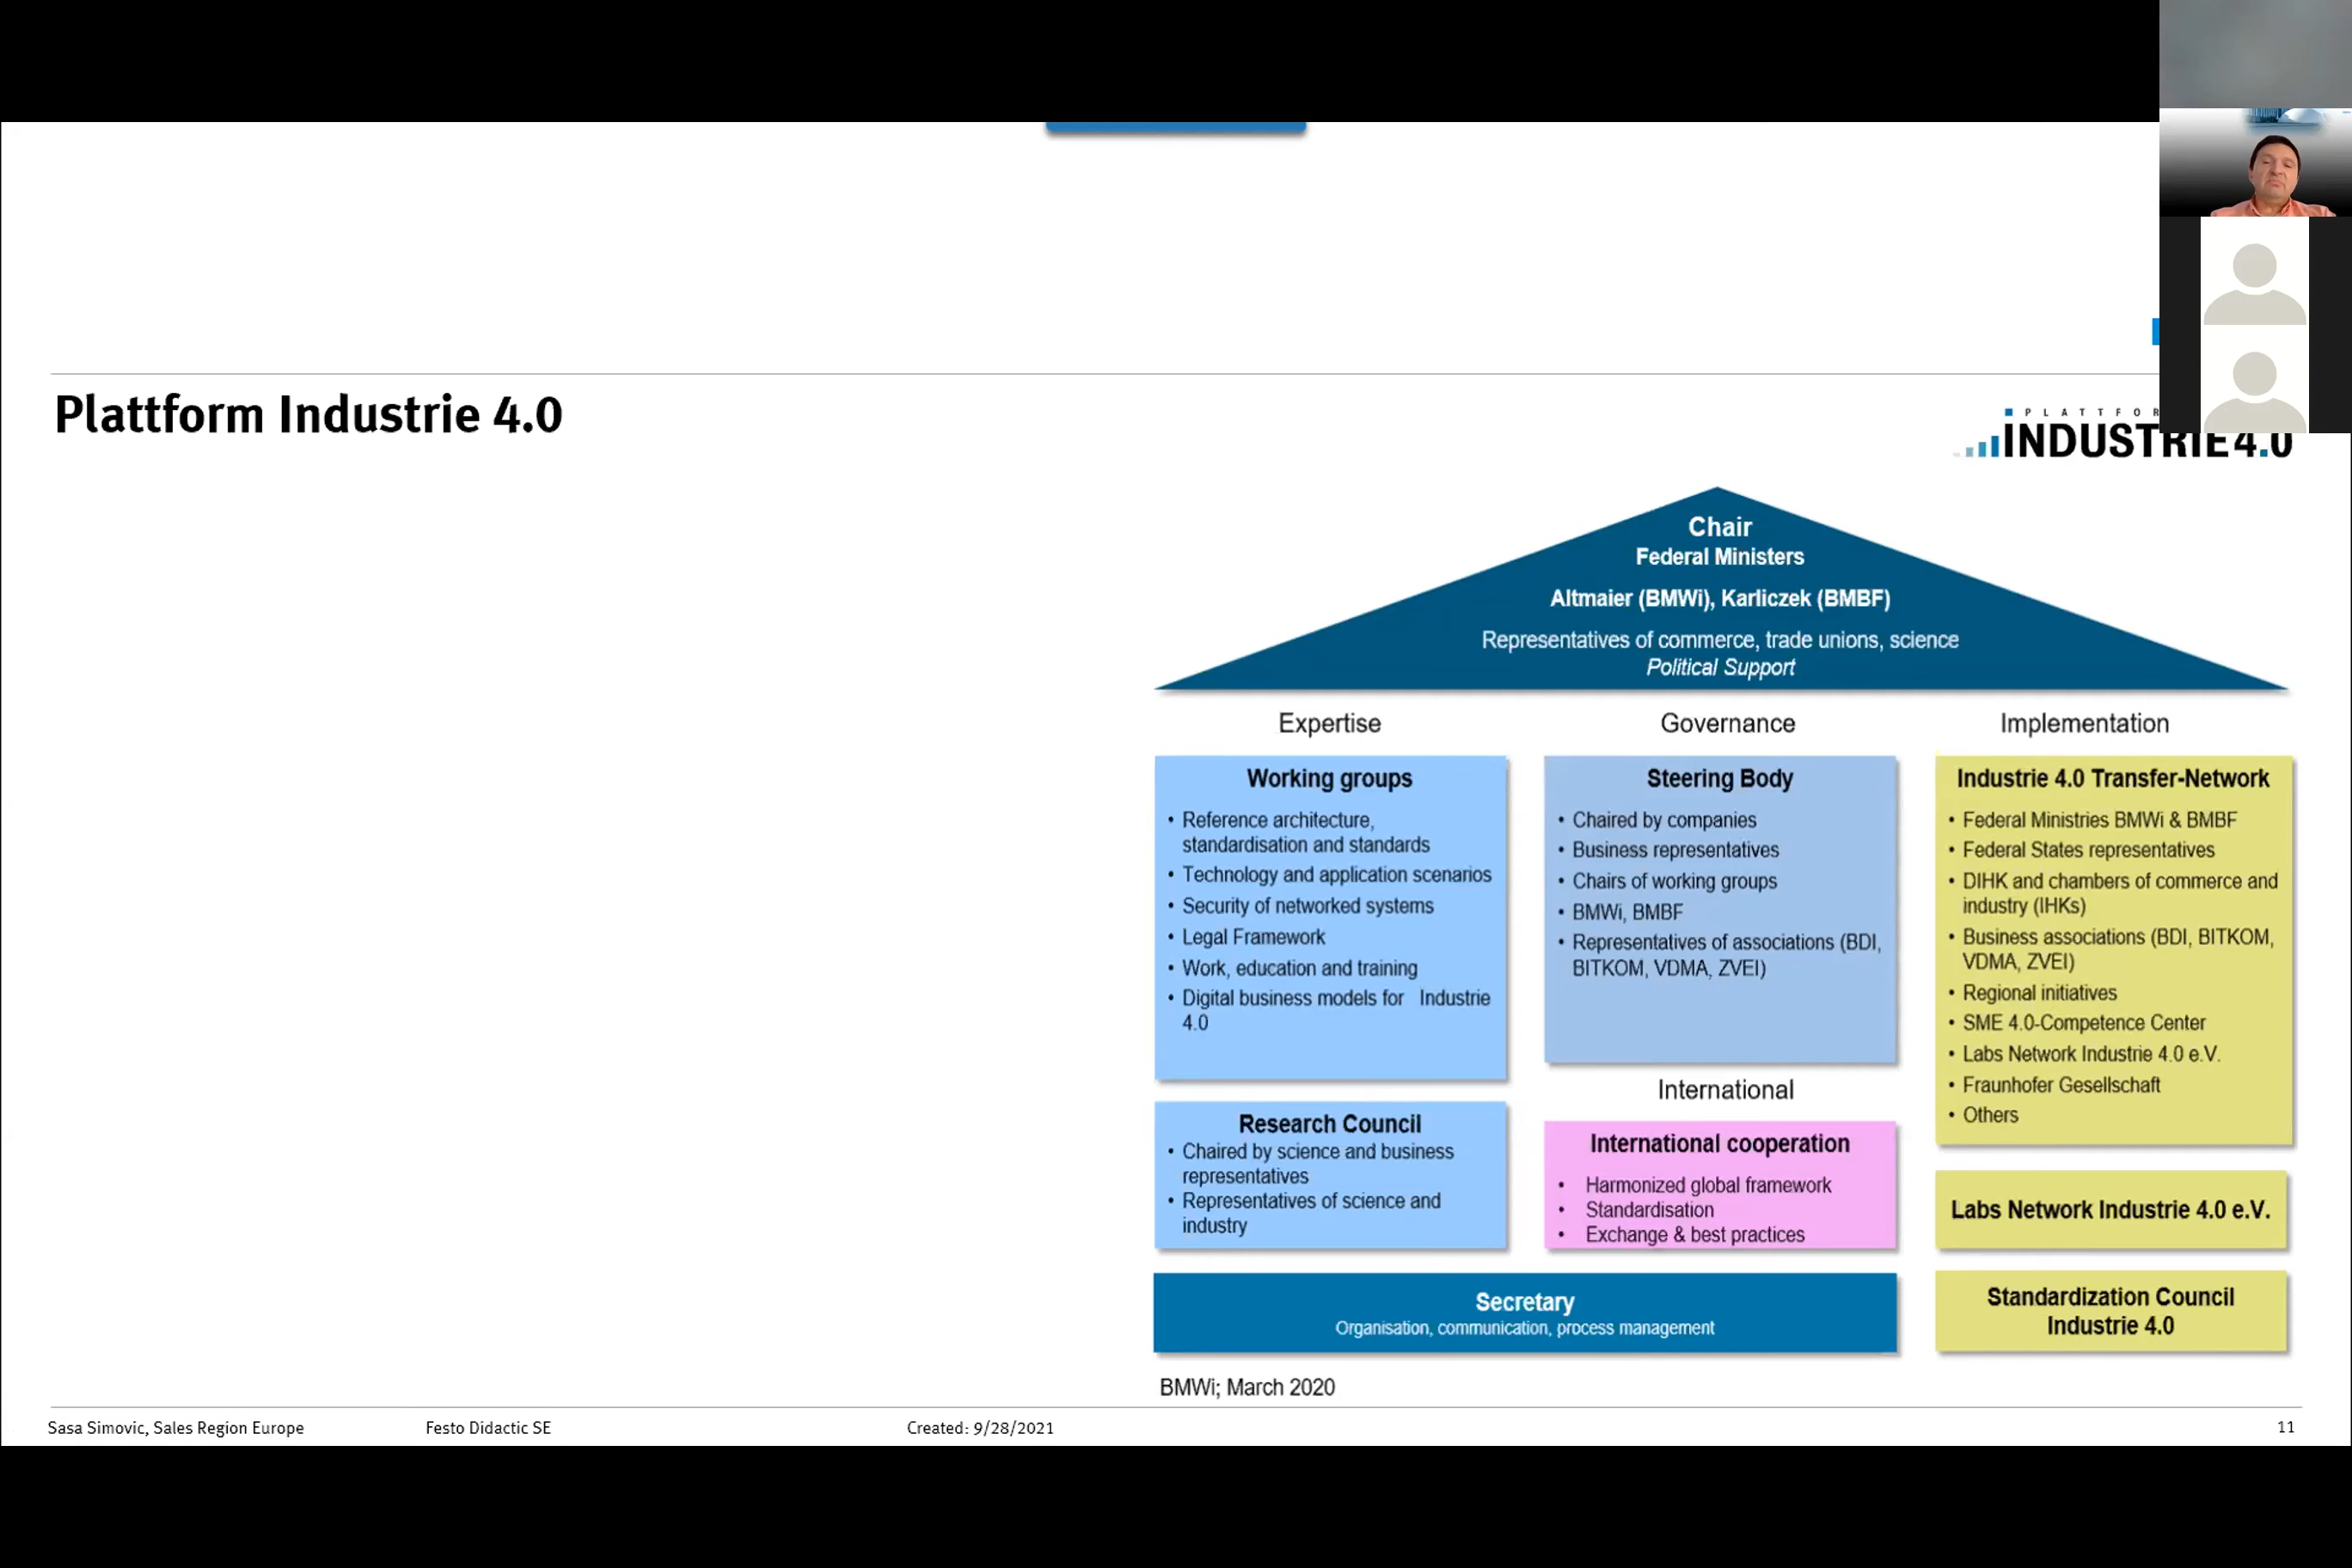 Plattform Industrie 4.0
INDUSTRIE4.0
Chair
Federal Ministers
Altmaier (BMWi), Karliczek (BMBF)
Representatives of commerce, trade unions, science
Political Support
Expertise
Working groups
• Reference architecture,
standardisation and standards
• Technology and application scenarios
• Security of networked systems
• Legal Framework
• Work, education and training
• Digital business models for Industrie
4.0
Research Council
• Chaired by science and business
representatives
• Representatives of science and
industry
Governance
Steering Body
• Chaired by companies
• Business representatives
• Chairs of working groups
• BMWi, BMBF
• Representatives of associations (BDI,
BITKOM, VDMA, ZVEI)
International
International cooperation
• Harmonized global framework
• Standardisation
• Exchange & best practices
Implementation
Industrie 4.0 Transfer-Network
• Federal Ministries BMWi & BMBF
• Federal States representatives
• DIHK and chambers of commerce and
industry (IHKs)
• Business associations (BDI, BITKOM,
VDMA, ZVEI)
• Regional initiatives
• SME 4.0-Competence Center
• Labs Network Industrie 4.0 e.V.
• Fraunhofer Gesellschaft
• Others
Labs Network Industrie 4.0 e.V.
Standardization Council
Industrie 4.0
Secretary
Organisation, communication, process management
BMWi; March 2020
Sasa Simovic, Sales Region Europe
Festo Didactic SE
Created: 9/28/2021
11